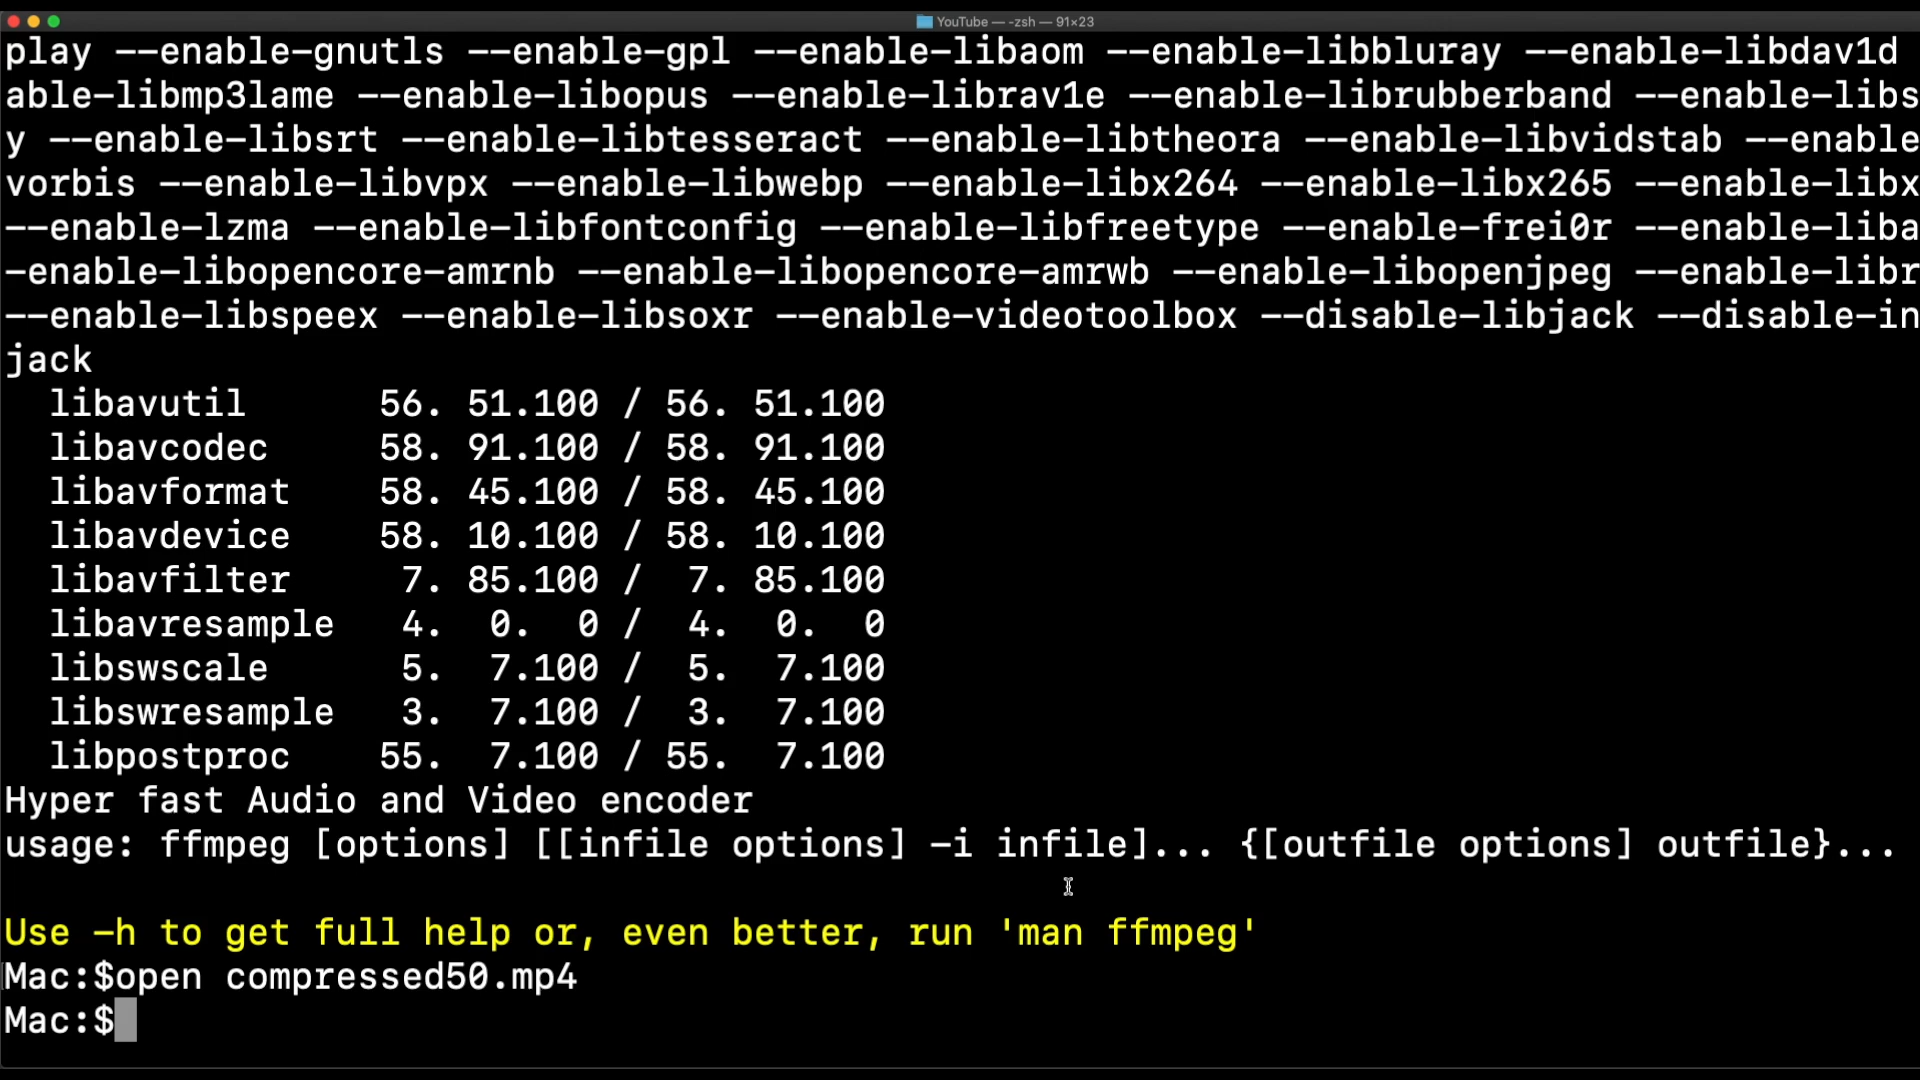 YouTube — -zsh — 91×23
play --enable-gnutls --enable-gpl --enable-libaom --enable-libbluray --enable-libdav1d
able-libmp3lame --enable-libopus --enable-librav1e --enable-librubberband --enable-libs
y --enable-libsrt --enable-libtesseract --enable-libtheora --enable-libvidstab --enable
vorbis --enable-libvpx --enable-libwebp --enable-libx264 --enable-libx265 --enable-libx
--enable-lzma --enable-libfontconfig --enable-libfreetype --enable-frei0r --enable-liba
-enable-libopencore-amrnb --enable-libopencore-amrwb --enable-libopenjpeg --enable-libr
--enable-libspeex --enable-libsoxr --enable-videotoolbox --disable-libjack --disable-in
jack
libavutil 56. 51.100 / 56. 51.100
libavcodec 58. 91.100 / 58. 91.100
libavformat 58. 45.100 / 58. 45.100
libavdevice 58. 10.100 / 58. 10.100
libavfilter 7. 85.100 / 7. 85.100
libavresample 4. 0. 0 / 4. 0. 0
libswscale 5. 7.100 / 5. 7.100
libswresample 3. 7.100 / 3. 7.100
libpostproc 55. 7.100 / 55. 7.100
Hyper fast Audio and Video encoder
usage: ffmpeg [options] [[infile options] -i infile]... {[outfile options] outfile}...
Use -h to get full help or, even better, run 'man ffmpeg'
Mac:$open compressed50.mp4
Mac:$